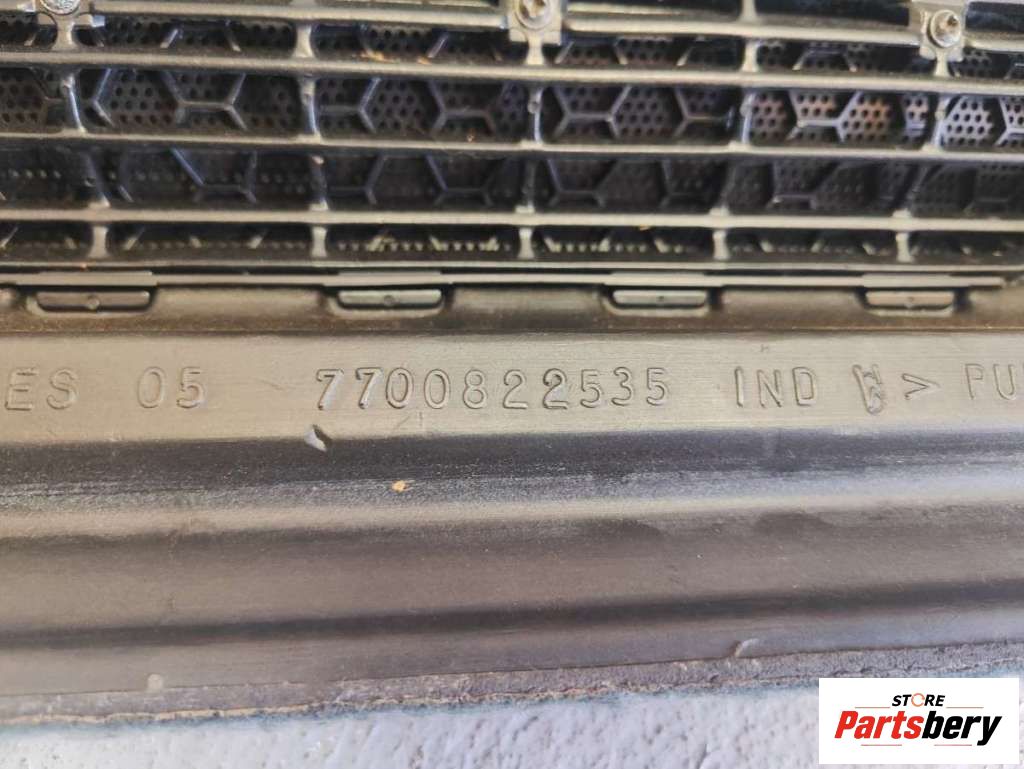 ES 05 7700822535 IND > PU
STORE
Partsbery